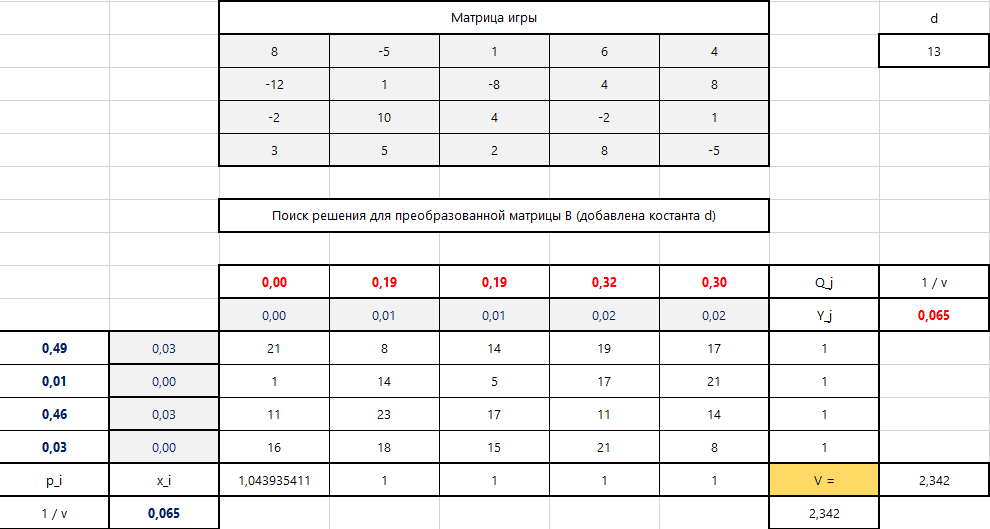 Матрица игры d
8 -5 1 6 4 13
-12 1 -8 4 8
-2 10 4 -2 1
3 5 2 8 -5
Поиск решения для преобразованной матрицы B (добавлена костанта d)
0,00 0,19 0,19 0,32 0,30 Q_j 1 / v
0,00 0,01 0,01 0,02 0,02 Y_j 0,065
0,49 0,03 21 8 14 19 17 1
0,01 0,00 1 14 5 17 21 1
0,46 0,03 11 23 17 11 14 1
0,03 0,00 16 18 15 21 8 1
p_i x_i 1,043935411 1 1 1 1 V = 2,342
1 / v 0,065 2,342